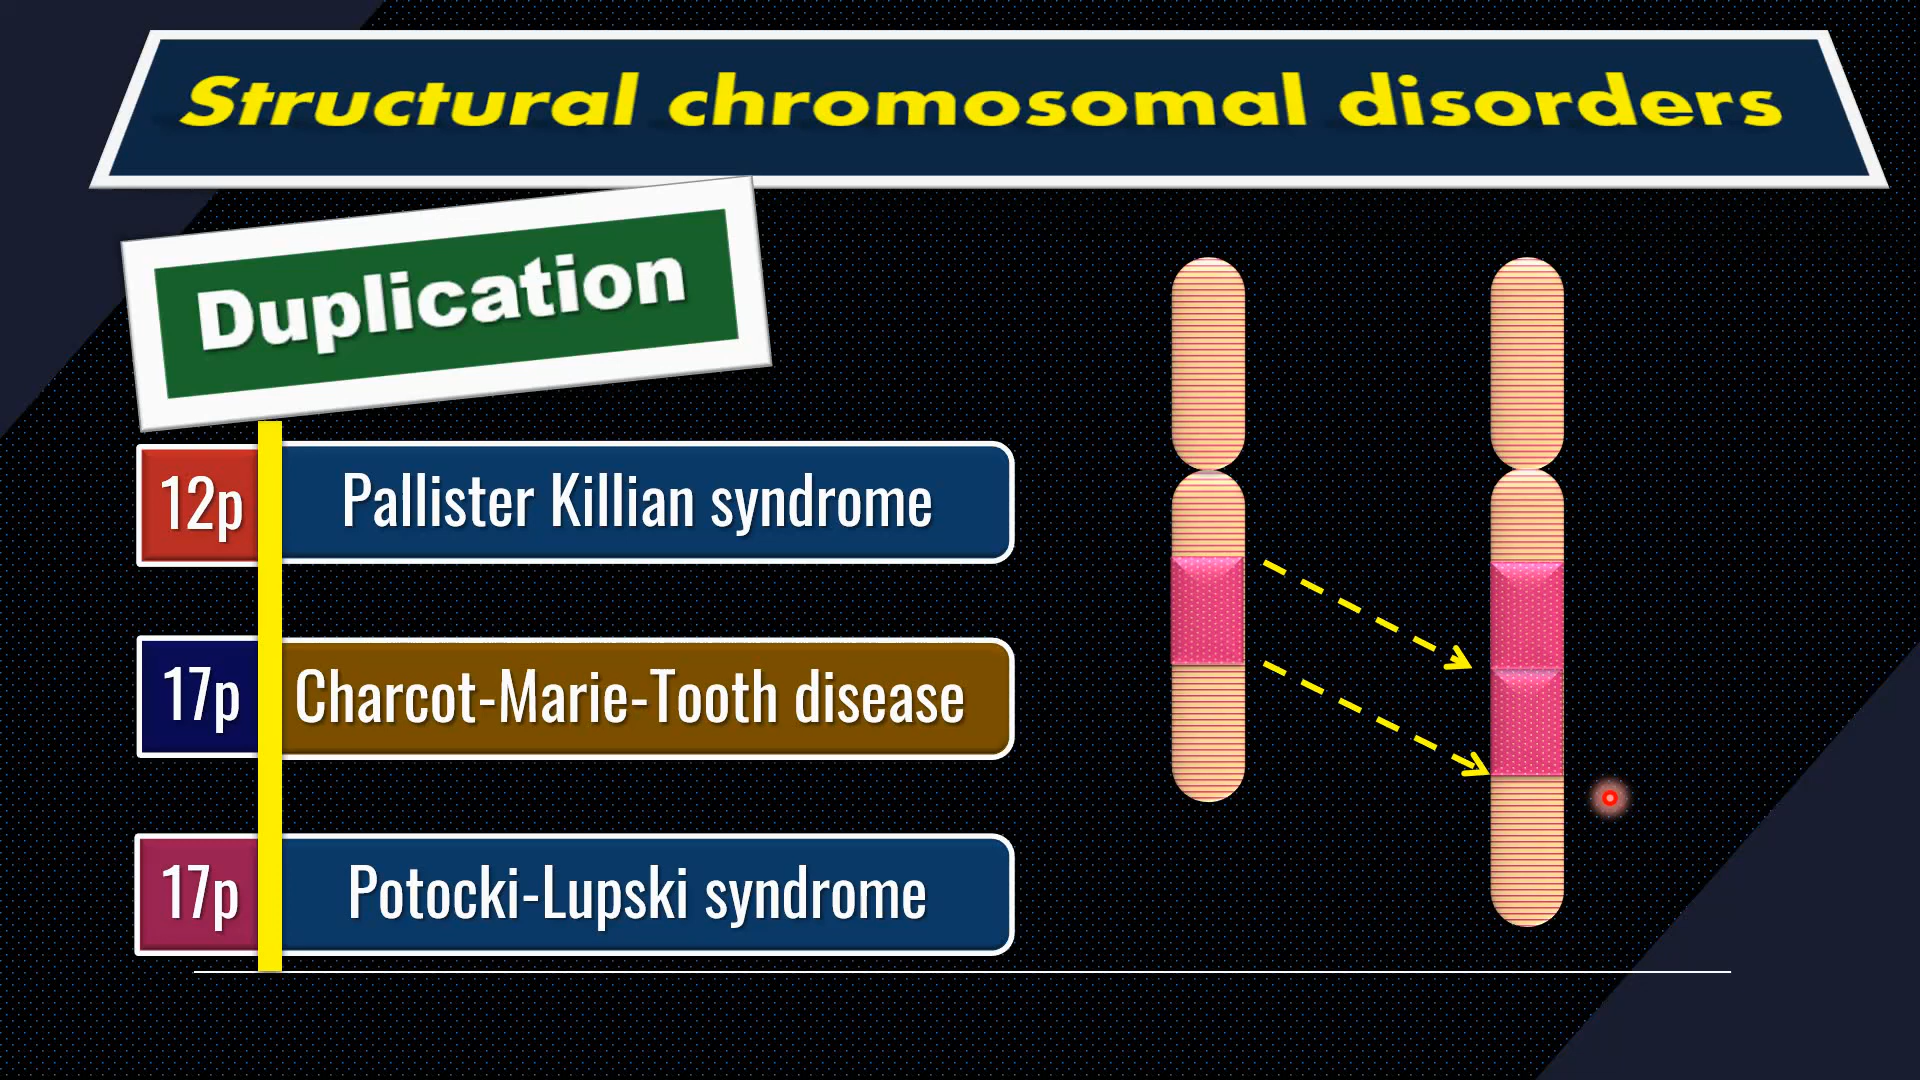 Structural chromosomal disorders
Duplication
12p Pallister Killian syndrome
17p Charcot-Marie-Tooth disease
17p Potocki-Lupski syndrome